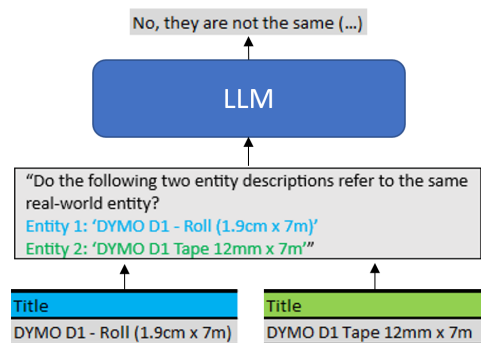 No, they are not the same (...)
LLM
“Do the following two entity descriptions refer to the same
real-world entity?
Entity 1: ‘DYMO D1 - Roll (1.9cm x 7m)’
Entity 2: ‘DYMO D1 Tape 12mm x 7m’”
Title
DYMO D1 - Roll (1.9cm x 7m)
Title
DYMO D1 Tape 12mm x 7m